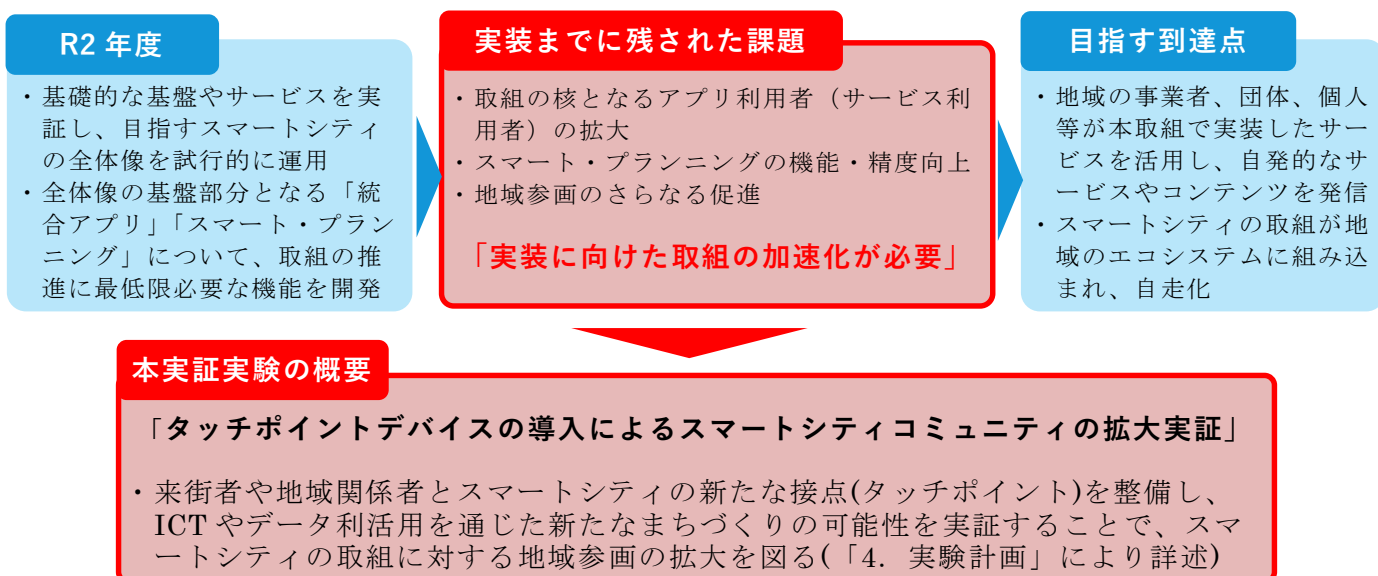 R2 年度
・基礎的な基盤やサービスを実
証し、目指すスマートシティ
の全体像を試行的に運用
・全体像の基盤部分となる「統
合アプリ」「スマート・プラン
ニング」について、取組の推
進に最低限必要な機能を開発
実装までに残された課題
・取組の核となるアプリ利用者（サービス利
用者）の拡大
・スマート・プランニングの機能・精度向上
・地域参画のさらなる促進
「実装に向けた取組の加速化が必要」
目指す到達点
・地域の事業者、団体、個人
等が本取組で実装したサー
ビスを活用し、自発的なサ
ービスやコンテンツを発信
・スマートシティの取組が地
域のエコシステムに組み込
まれ、自走化
本実証実験の概要
「タッチポイントデバイスの導入によるスマートシティコミュニティの拡大実証」
・来街者や地域関係者とスマートシティの新たな接点(タッチポイント)を整備し、
ICT やデータ利活用を通じた新たなまちづくりの可能性を実証することで、スマ
ートシティの取組に対する地域参画の拡大を図る(「4. 実験計画」により詳述)